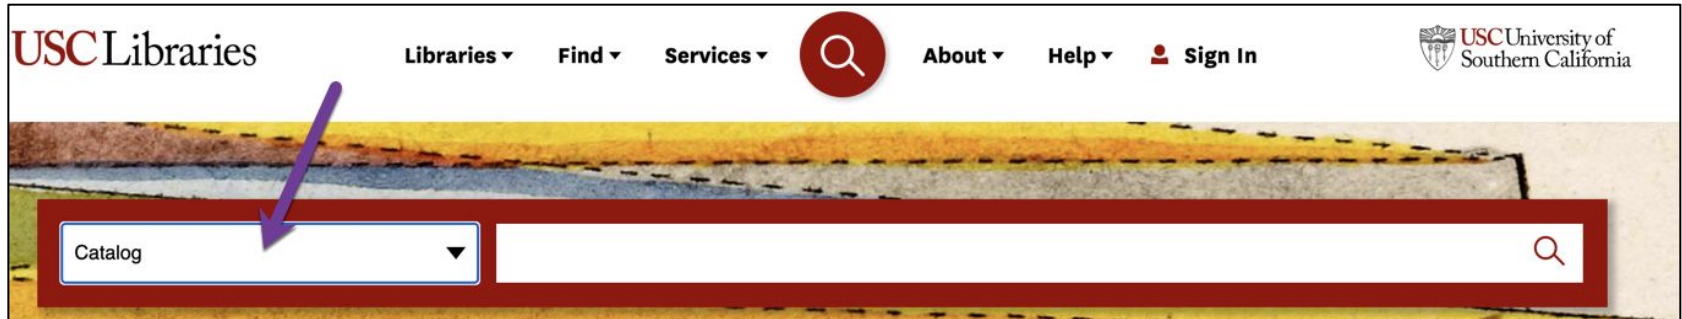 USC Libraries
Libraries Find Services About Help Sign In
USC University of
Southern California
Catalog